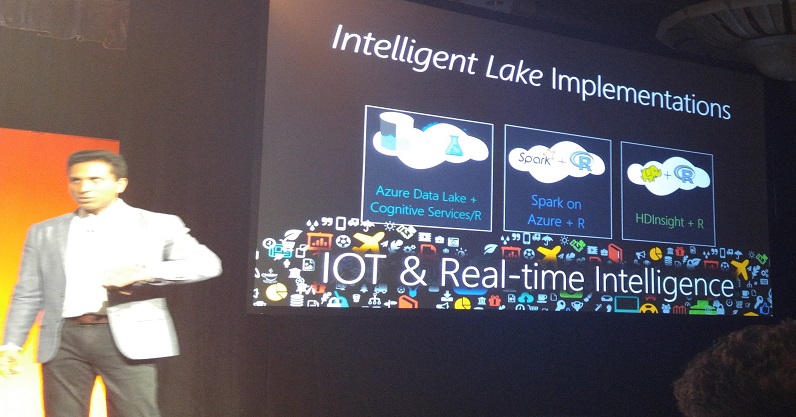 Intelligent Lake Implementations
Spark
R
R
Azure Data Lake +
Cognitive Services/R
Spark on
Azure + R
HDInsight + R
IOT & Real-time Intelligence